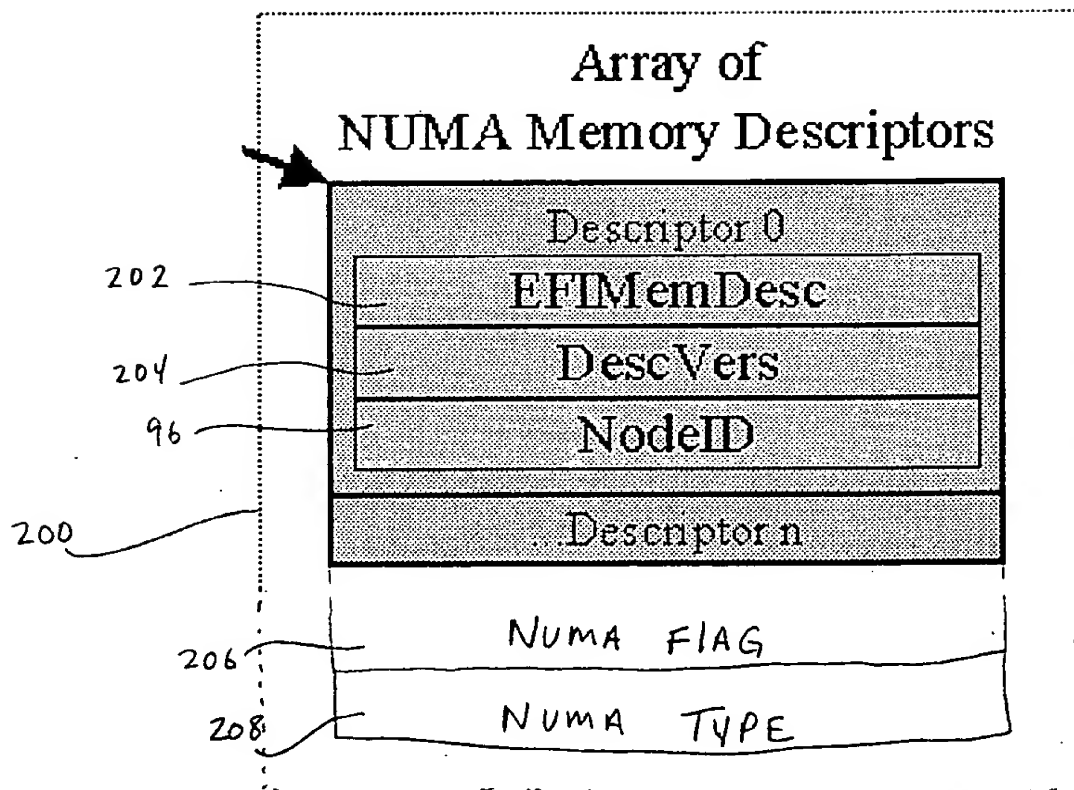 Array of
NUMA Memory Descriptors
Descriptor 0
202
EFIMemDesc
204
DescVers
96
NodeID
200
...Descriptor n
206
NUMA FlAG
208
NUMA TYPE